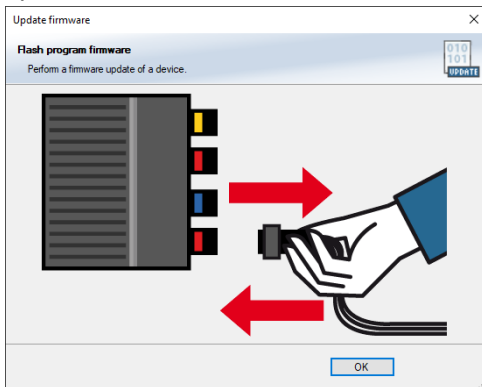 Update firmware
Flash program firmware
Perform a firmware update of a device.
010
101
UPDATE
OK